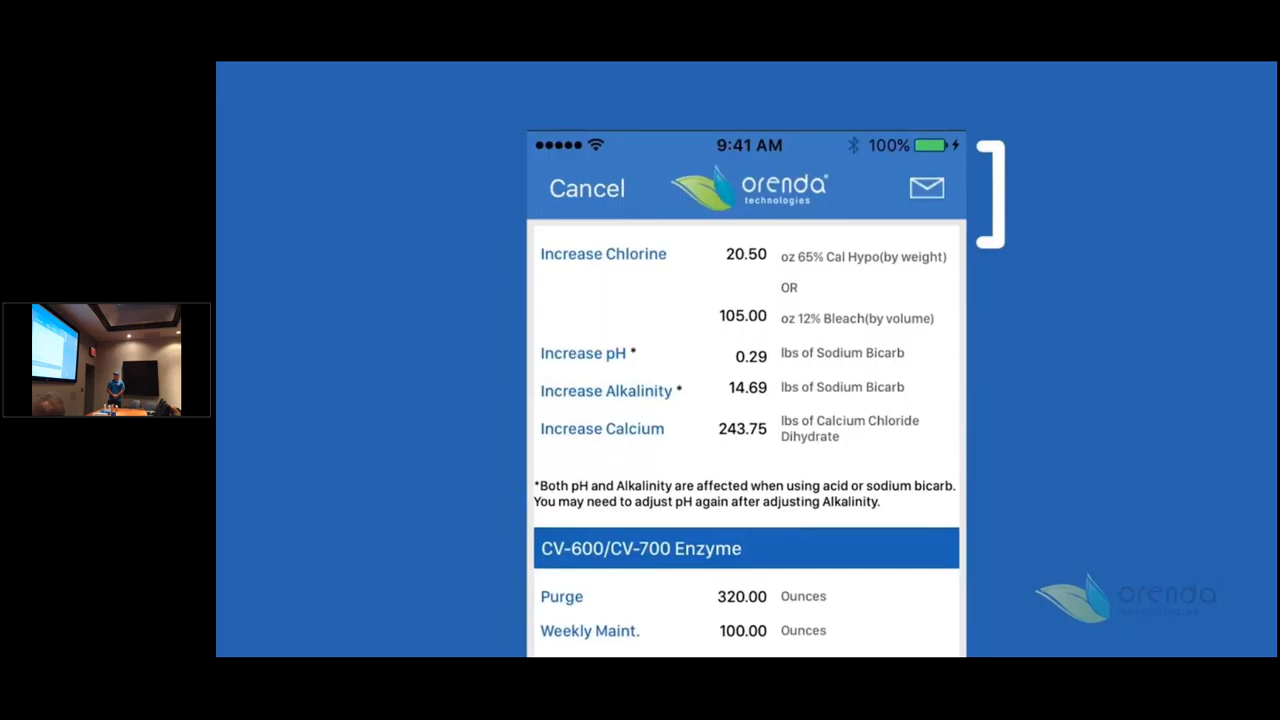 9:41 AM 100%
Cancel orenda technologies
Increase Chlorine 20.50 oz 65% Cal Hypo(by weight)
OR
105.00 oz 12% Bleach(by volume)
Increase pH * 0.29 lbs of Sodium Bicarb
Increase Alkalinity * 14.69 lbs of Sodium Bicarb
Increase Calcium 243.75 lbs of Calcium Chloride
Dihydrate
*Both pH and Alkalinity are affected when using acid or sodium bicarb.
You may need to adjust pH again after adjusting Alkalinity.
CV-600/CV-700 Enzyme
Purge 320.00 Ounces
Weekly Maint. 100.00 Ounces
orenda
technologies